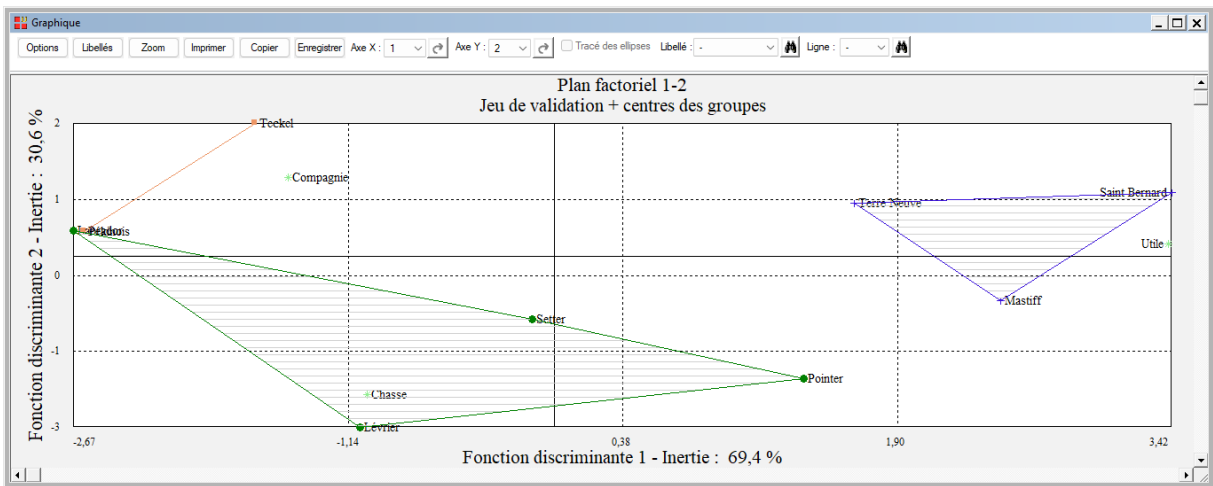 Graphique
Options Libellés Zoom Imprimer Copier Enregistrer Axe X : 1 Axe Y : 2 Tracé des ellipses Libellé : - Ligne : -
Plan factoriel 1-2
Jeu de validation + centres des groupes
Fonction discriminante 2 - Inertie : 30,6 %
2
Teckel
Compagnie
1
Saint Bernard
Terre Neuve
Pékinois
Utile
0
Mastiff
Setter
-1
Pointer
Chasse
-3
Lévrier
-2,67 -1,14 0,38 1,90 3,42
Fonction discriminante 1 - Inertie : 69,4 %